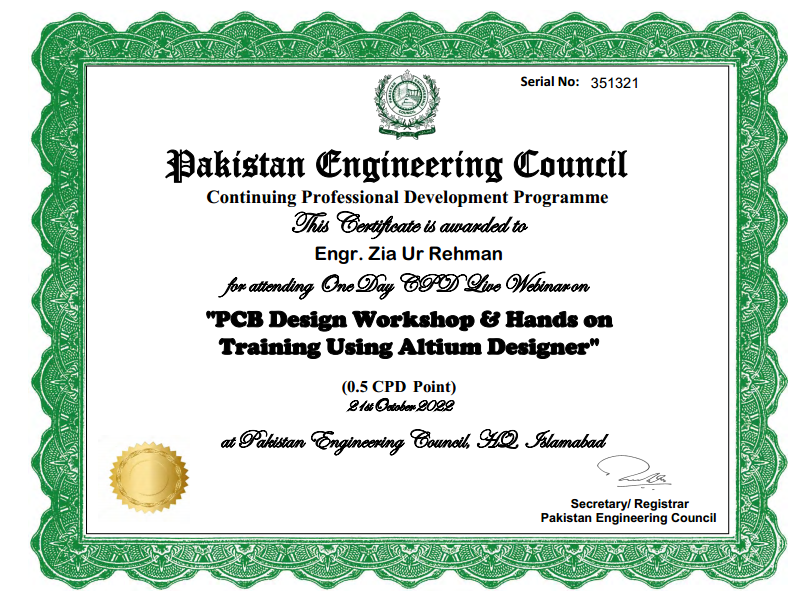 Serial No: 351321
Pakistan Engineering Council
Continuing Professional Development Programme
This Certificate is awarded to
Engr. Zia Ur Rehman
for attending One Day CPD Live Webinar on
"PCB Design Workshop & Hands on
Training Using Altium Designer"
(0.5 CPD Point)
21st October 2022
at Pakistan Engineering Council, HQ, Islamabad
Secretary/ Registrar
Pakistan Engineering Council